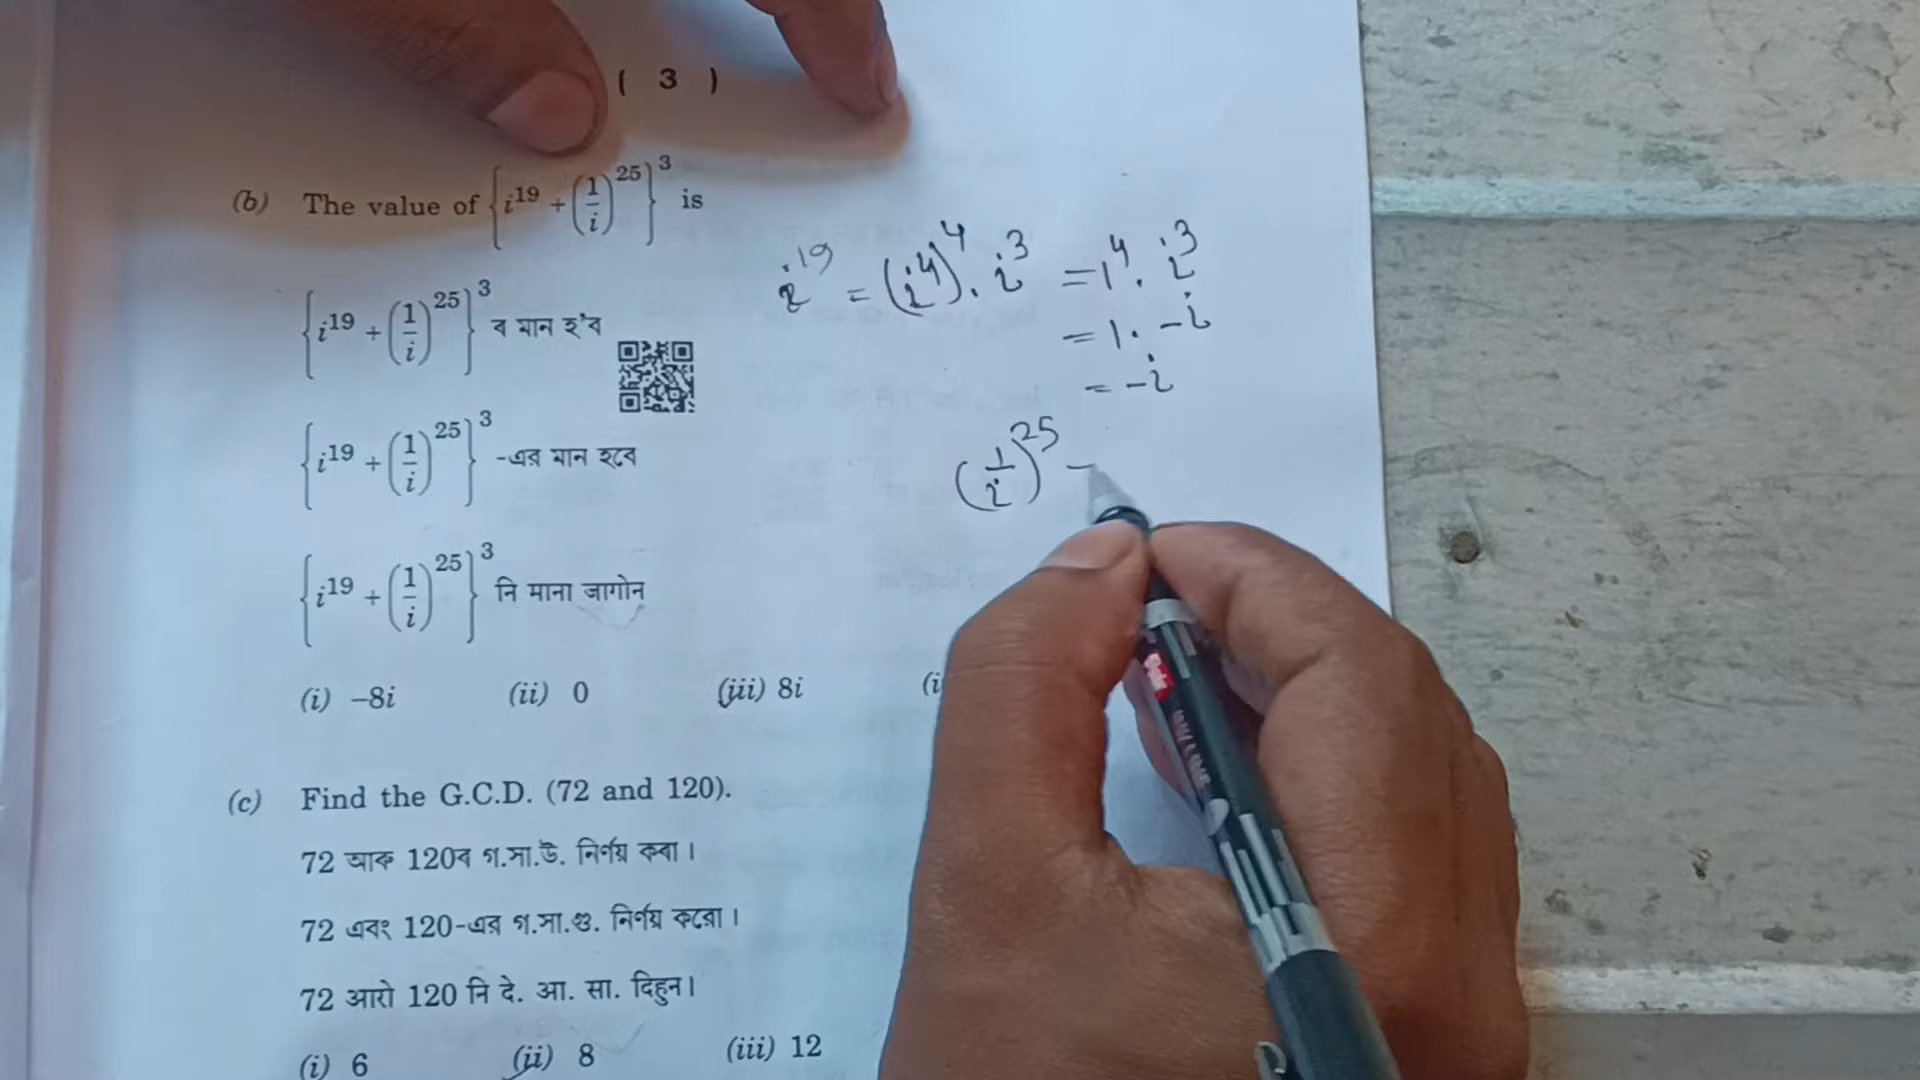 ( 3 )
(b) The value of {i^19 + (1/i)^25}^3 is
{i^19 + (1/i)^25}^3 ৰ মান হ'ব
{i^19 + (1/i)^25}^3 -এর মান হবে
{i^19 + (1/i)^25}^3 नि माना जागोन
(i) –8i (ii) 0 (iii) 8i (i
i^19 = (i^4)^4 . i^3 = 1^4 . i^3
= 1 . -i
= -i
(1/i)^25
(c) Find the G.C.D. (72 and 120).
72 আৰু 120ৰ গ.সা.উ. নিৰ্ণয় কৰা।
72 এবং 120-এর গ.সা.গু. নির্ণয় করো।
72 आरो 120 नि दे. आ. सा. दिहुन।
(i) 6 (ii) 8 (iii) 12